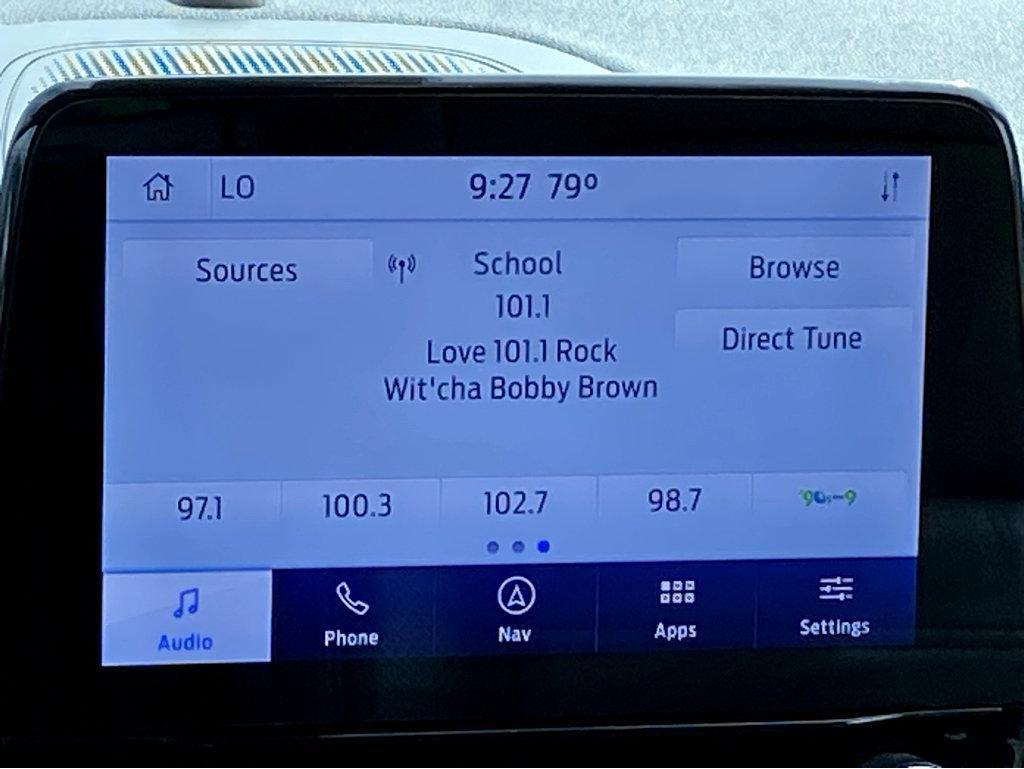 LO
9:27 79º
Sources
School
Browse
101.1
Direct Tune
Love 101.1 Rock
Wit'cha Bobby Brown
97.1
100.3
102.7
98.7
Audio
Phone
Nav
Apps
Settings